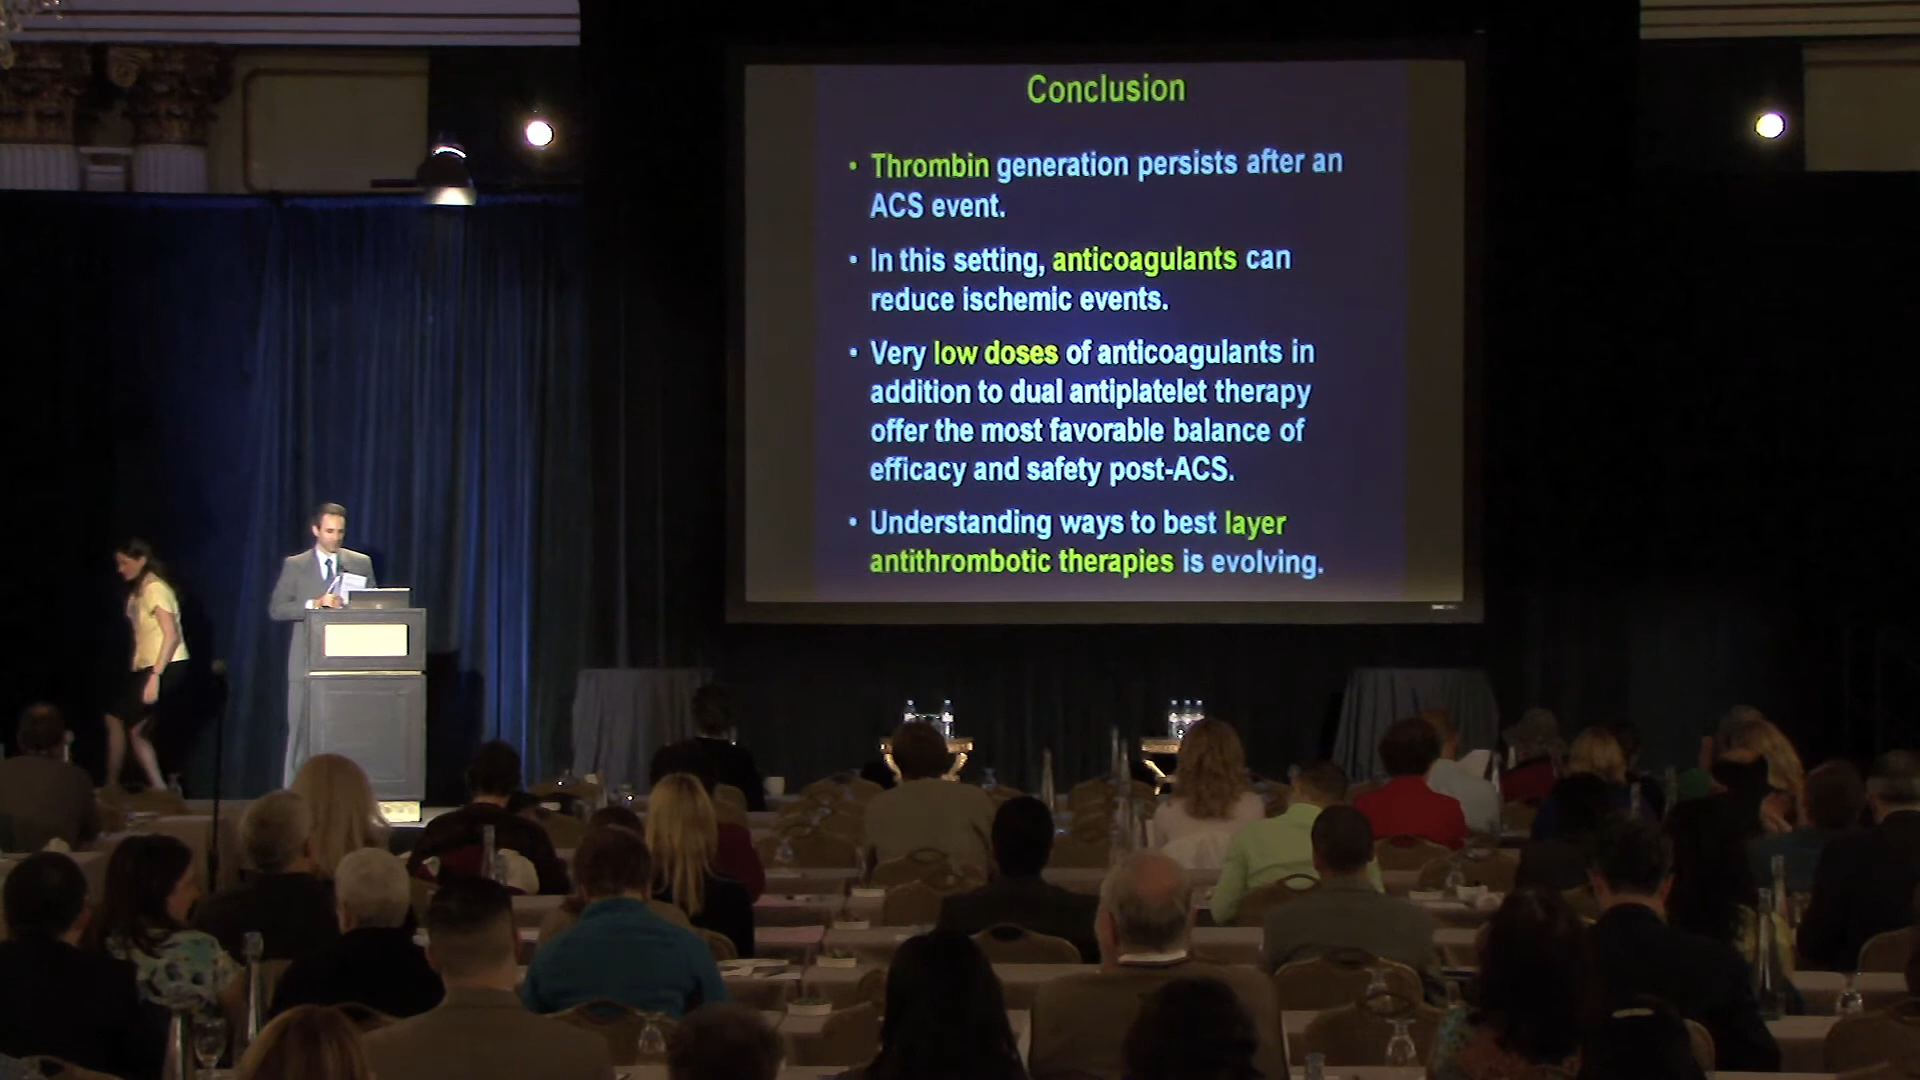 Conclusion
• Thrombin generation persists after an
ACS event.
• In this setting, anticoagulants can
reduce ischemic events.
• Very low doses of anticoagulants in
addition to dual antiplatelet therapy
offer the most favorable balance of
efficacy and safety post-ACS.
• Understanding ways to best layer
antithrombotic therapies is evolving.